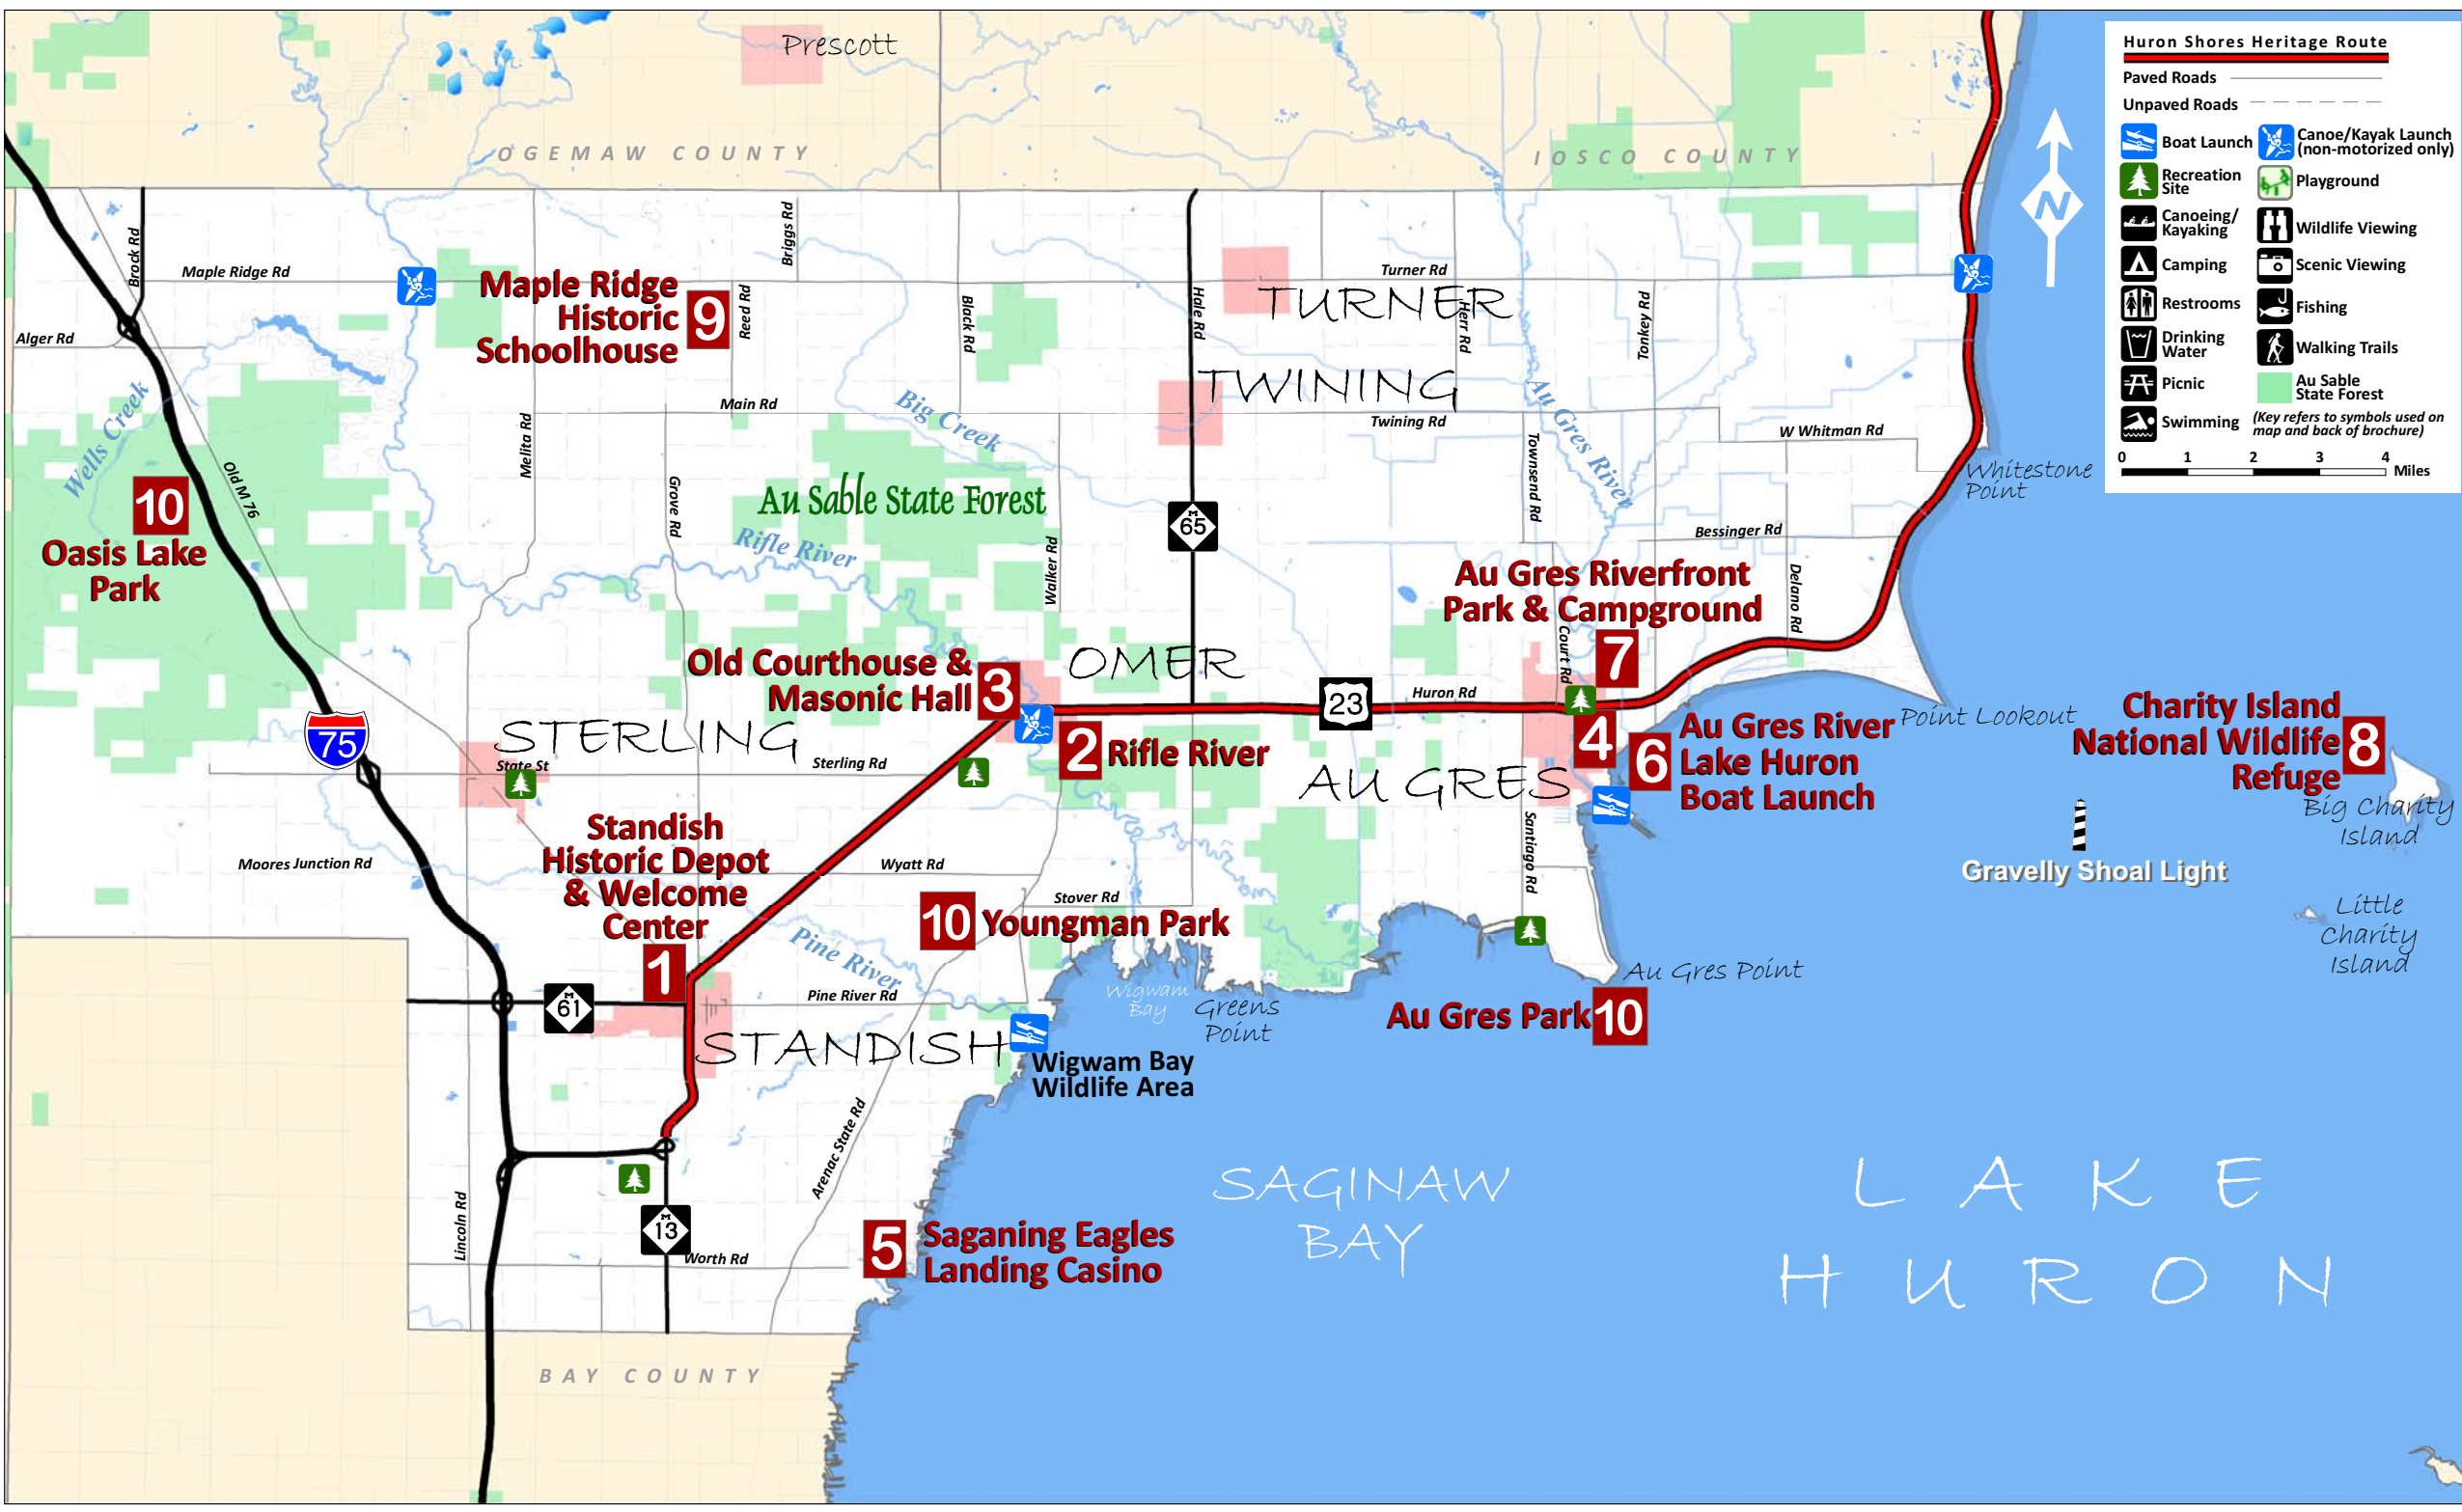 Prescott
OGEMAW COUNTY
IOSCO COUNTY
Huron Shores Heritage Route
Paved Roads
Unpaved Roads
Boat Launch
Canoe/Kayak Launch
(non-motorized only)
Recreation
Site
Playground
Canoeing/
Kayaking
Wildlife Viewing
Camping
Scenic Viewing
Restrooms
Fishing
Drinking
Water
Walking Trails
Picnic
Au Sable
State Forest
Swimming
(Key refers to symbols used on
map and back of brochure)
0 1 2 3 4
Miles
N
Brock Rd
Maple Ridge Rd
Alger Rd
Wells Creek
Old M 76
10
Oasis Lake
Park
Maple Ridge
Historic
Schoolhouse
9
Briggs Rd
Reed Rd
Black Rd
Main Rd
Melita Rd
Grove Rd
Big Creek
Au Sable State Forest
Rifle River
Walker Rd
Hale Rd
M
65
Turner Rd
TURNER
Herr Rd
Tonkey Rd
TWINING
Twining Rd
Au Gres River
Townsend Rd
W Whitman Rd
Whitestone
Point
Bessinger Rd
Delano Rd
Au Gres Riverfront
Park & Campground
7
Court Rd
Old Courthouse &
Masonic Hall
3
OMER
23
Huron Rd
75
STERLING
State St
Sterling Rd
2
Rifle River
AU GRES
4
6
Au Gres River
Lake Huron
Boat Launch
Point Lookout
Charity Island
National Wildlife
Refuge
8
Big Charity
Island
Gravelly Shoal Light
Little
Charity
Island
Moores Junction Rd
Standish
Historic Depot
& Welcome
Center
1
Wyatt Rd
Stover Rd
10
Youngman Park
Santiago Rd
Pine River
Pine River Rd
M
61
STANDISH
Wigwam
Bay
Greens
Point
Au Gres Point
Au Gres Park
10
Wigwam Bay
Wildlife Area
Arenac State Rd
Lincoln Rd
M
13
Worth Rd
5
Saganing Eagles
Landing Casino
SAGINAW
BAY
LAKE
HURON
BAY COUNTY